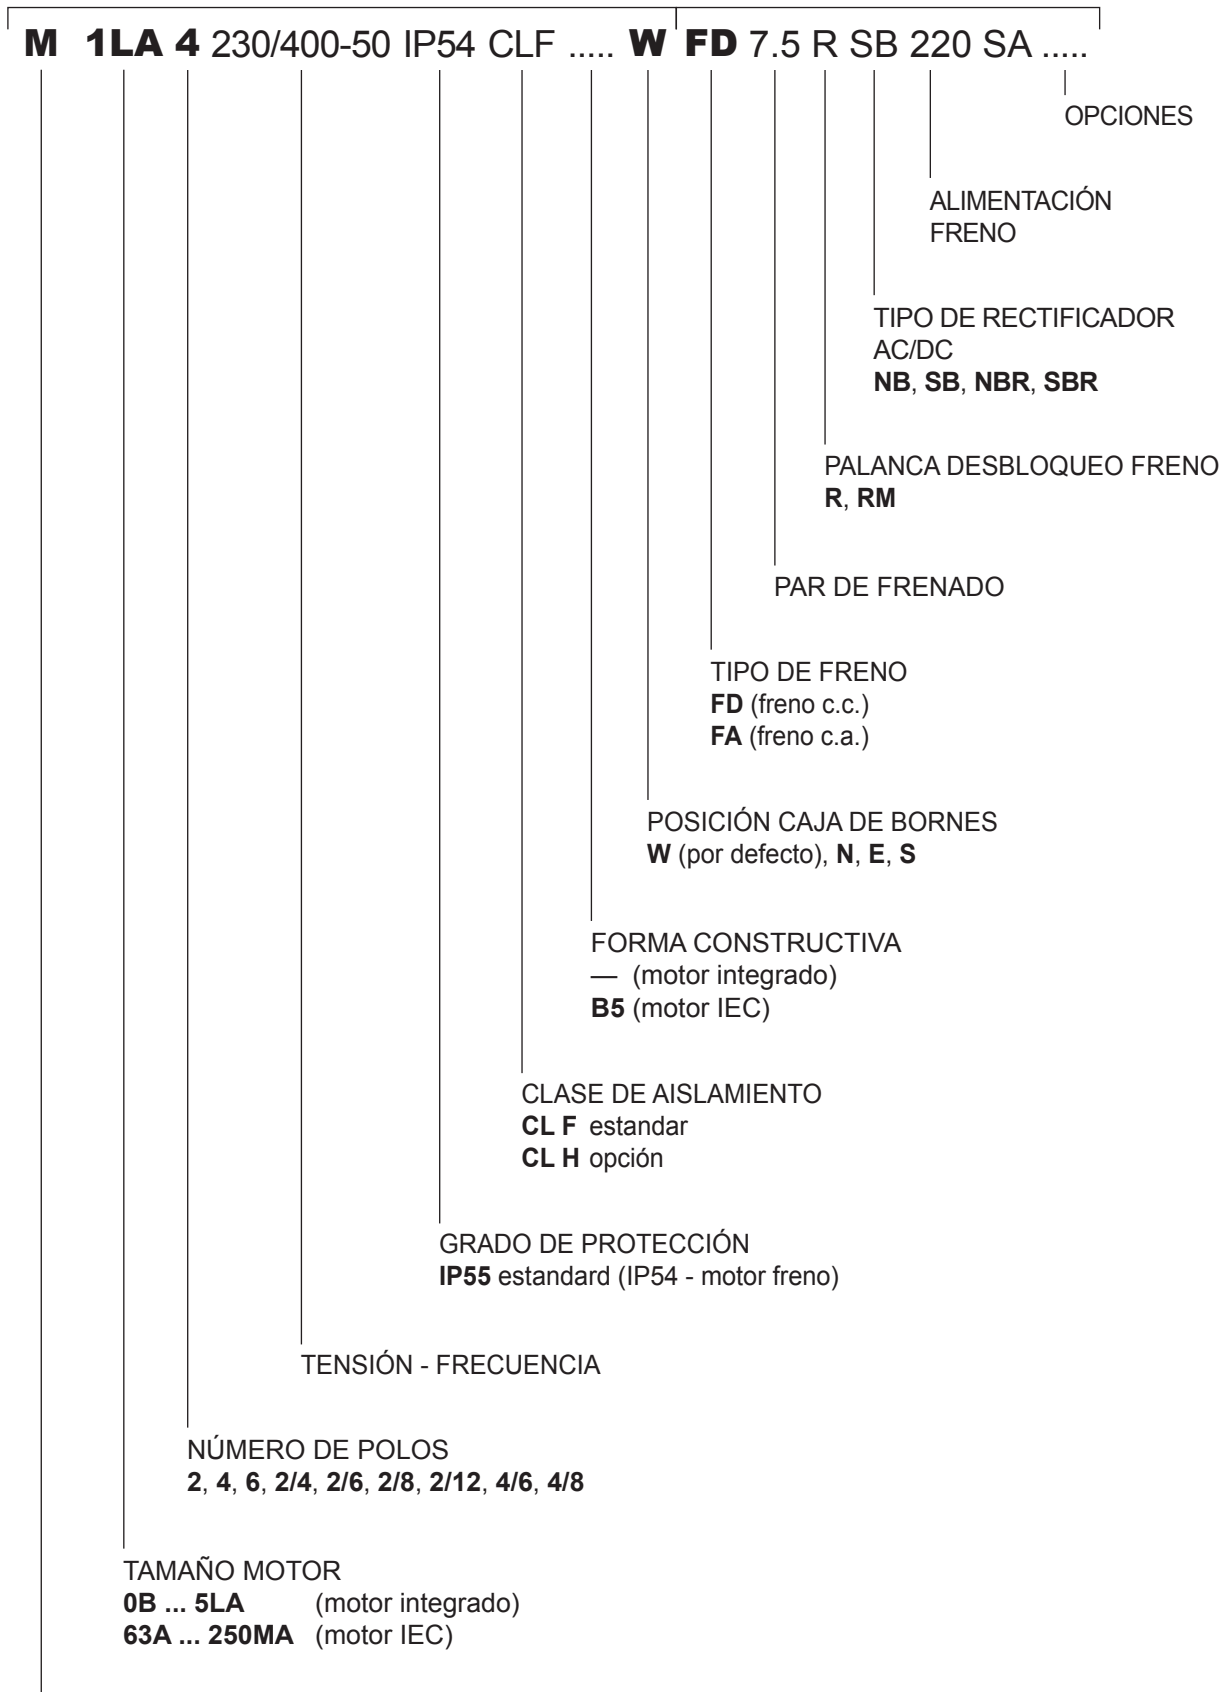 M 1LA 4 230/400-50 IP54 CLF ..... W FD 7.5 R SB 220 SA .....
OPCIONES
ALIMENTACIÓN
FRENO
TIPO DE RECTIFICADOR
AC/DC
NB, SB, NBR, SBR
PALANCA DESBLOQUEO FRENO
R, RM
PAR DE FRENADO
TIPO DE FRENO
FD (freno c.c.)
FA (freno c.a.)
POSICIÓN CAJA DE BORNES
W (por defecto), N, E, S
FORMA CONSTRUCTIVA
— (motor integrado)
B5 (motor IEC)
CLASE DE AISLAMIENTO
CL F estandar
CL H opción
GRADO DE PROTECCIÓN
IP55 estandard (IP54 - motor freno)
TENSIÓN - FRECUENCIA
NÚMERO DE POLOS
2, 4, 6, 2/4, 2/6, 2/8, 2/12, 4/6, 4/8
TAMAÑO MOTOR
0B ... 5LA (motor integrado)
63A ... 250MA (motor IEC)